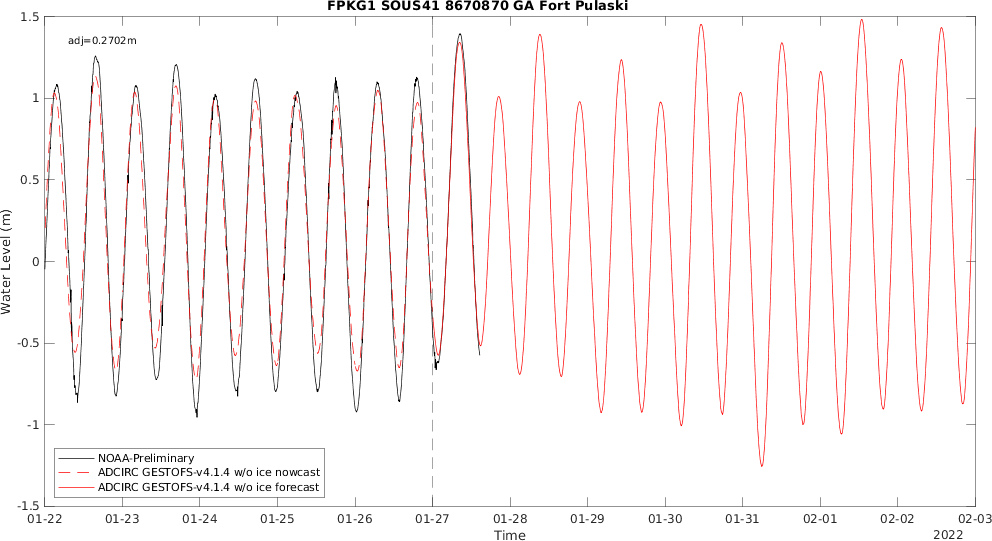 FPKG1 SOUS41 8670870 GA Fort Pulaski
adj=0.2702m
1.5
1
0.5
0
-0.5
-1
-1.5
Water Level (m)
NOAA-Preliminary
ADCIRC GESTOFS-v4.1.4 w/o ice nowcast
ADCIRC GESTOFS-v4.1.4 w/o ice forecast
01-22 01-23 01-24 01-25 01-26 01-27 01-28 01-29 01-30 01-31 02-01 02-02 02-03
Time
2022